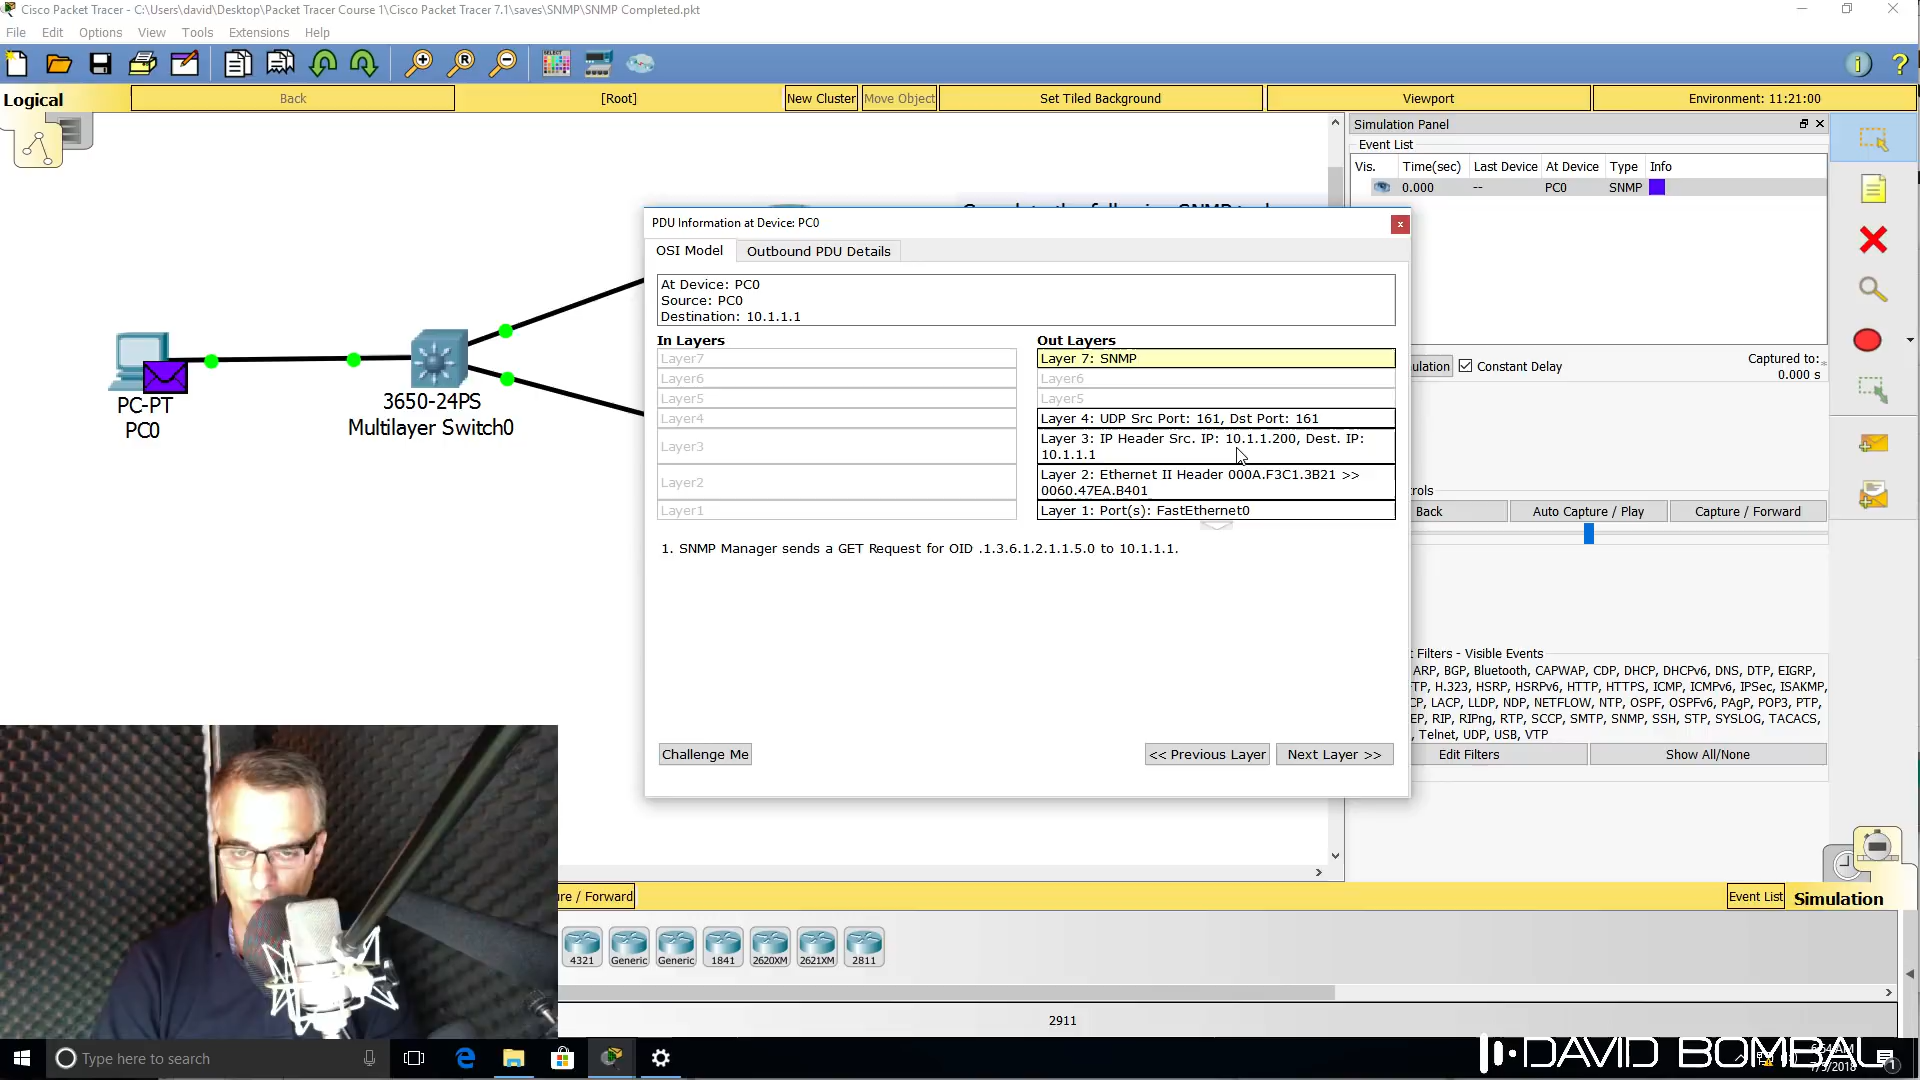 Cisco Packet Tracer - C:\Users\david\Desktop\Packet Tracer Course 1\Cisco Packet Tracer 7.1\saves\SNMP\SNMP Completed.pkt
File Edit Options View Tools Extensions Help
Logical
Back
[Root]
New Cluster
Move Object
Set Tiled Background
Viewport
Environment: 11:21:00
Simulation Panel
Event List
Vis. Time(sec) Last Device At Device Type Info
0.000 -- PC0 SNMP
PC-PT
PC0
3650-24PS
Multilayer Switch0
PDU Information at Device: PC0
OSI Model
Outbound PDU Details
At Device: PC0
Source: PC0
Destination: 10.1.1.1
In Layers
Layer7
Layer6
Layer5
Layer4
Layer3
Layer2
Layer1
Out Layers
Layer 7: SNMP
Layer6
Layer5
Layer 4: UDP Src Port: 161, Dst Port: 161
Layer 3: IP Header Src. IP: 10.1.1.200, Dest. IP:
10.1.1.1
Layer 2: Ethernet II Header 000A.F3C1.3B21 >>
0060.47EA.B401
Layer 1: Port(s): FastEthernet0
1. SNMP Manager sends a GET Request for OID .1.3.6.1.2.1.1.5.0 to 10.1.1.1.
Challenge Me
<< Previous Layer
Next Layer >>
ulation
Constant Delay
Captured to:
0.000 s
rols
Back
Auto Capture / Play
Capture / Forward
t Filters - Visible Events
ARP, BGP, Bluetooth, CAPWAP, CDP, DHCP, DHCPv6, DNS, DTP, EIGRP,
TP, H.323, HSRP, HSRPv6, HTTP, HTTPS, ICMP, ICMPv6, IPSec, ISAKMP,
CP, LACP, LLDP, NDP, NETFLOW, NTP, OSPF, OSPFv6, PAgP, POP3, PTP,
EP, RIP, RIPng, RTP, SCCP, SMTP, SNMP, SSH, STP, SYSLOG, TACACS,
, Telnet, UDP, USB, VTP
Edit Filters
Show All/None
re / Forward
Event List
Simulation
4321
Generic
Generic
1841
2620XM
2621XM
2811
2911
Type here to search
DAVID BOMBAL